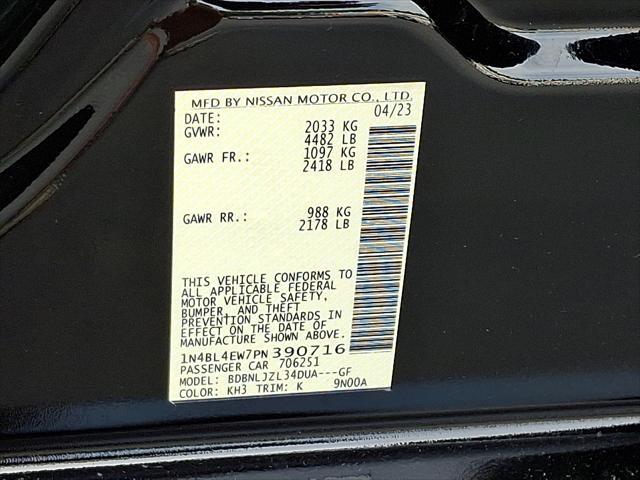 MFD BY NISSAN MOTOR CO., LTD.
DATE: 04/23
GVWR: 2033 KG
4482 LB
GAWR FR.: 1097 KG
2418 LB
GAWR RR.: 988 KG
2178 LB
THIS VEHICLE CONFORMS TO
ALL APPLICABLE FEDERAL
MOTOR VEHICLE SAFETY,
BUMPER, AND THEFT
PREVENTION STANDARDS IN
EFFECT ON THE DATE OF
MANUFACTURE SHOWN ABOVE.
1N4BL4EW7PN390716
PASSENGER CAR 706251
MODEL: BDBNLJZL34DUA---GF
COLOR: KH3 TRIM: K 9N00A